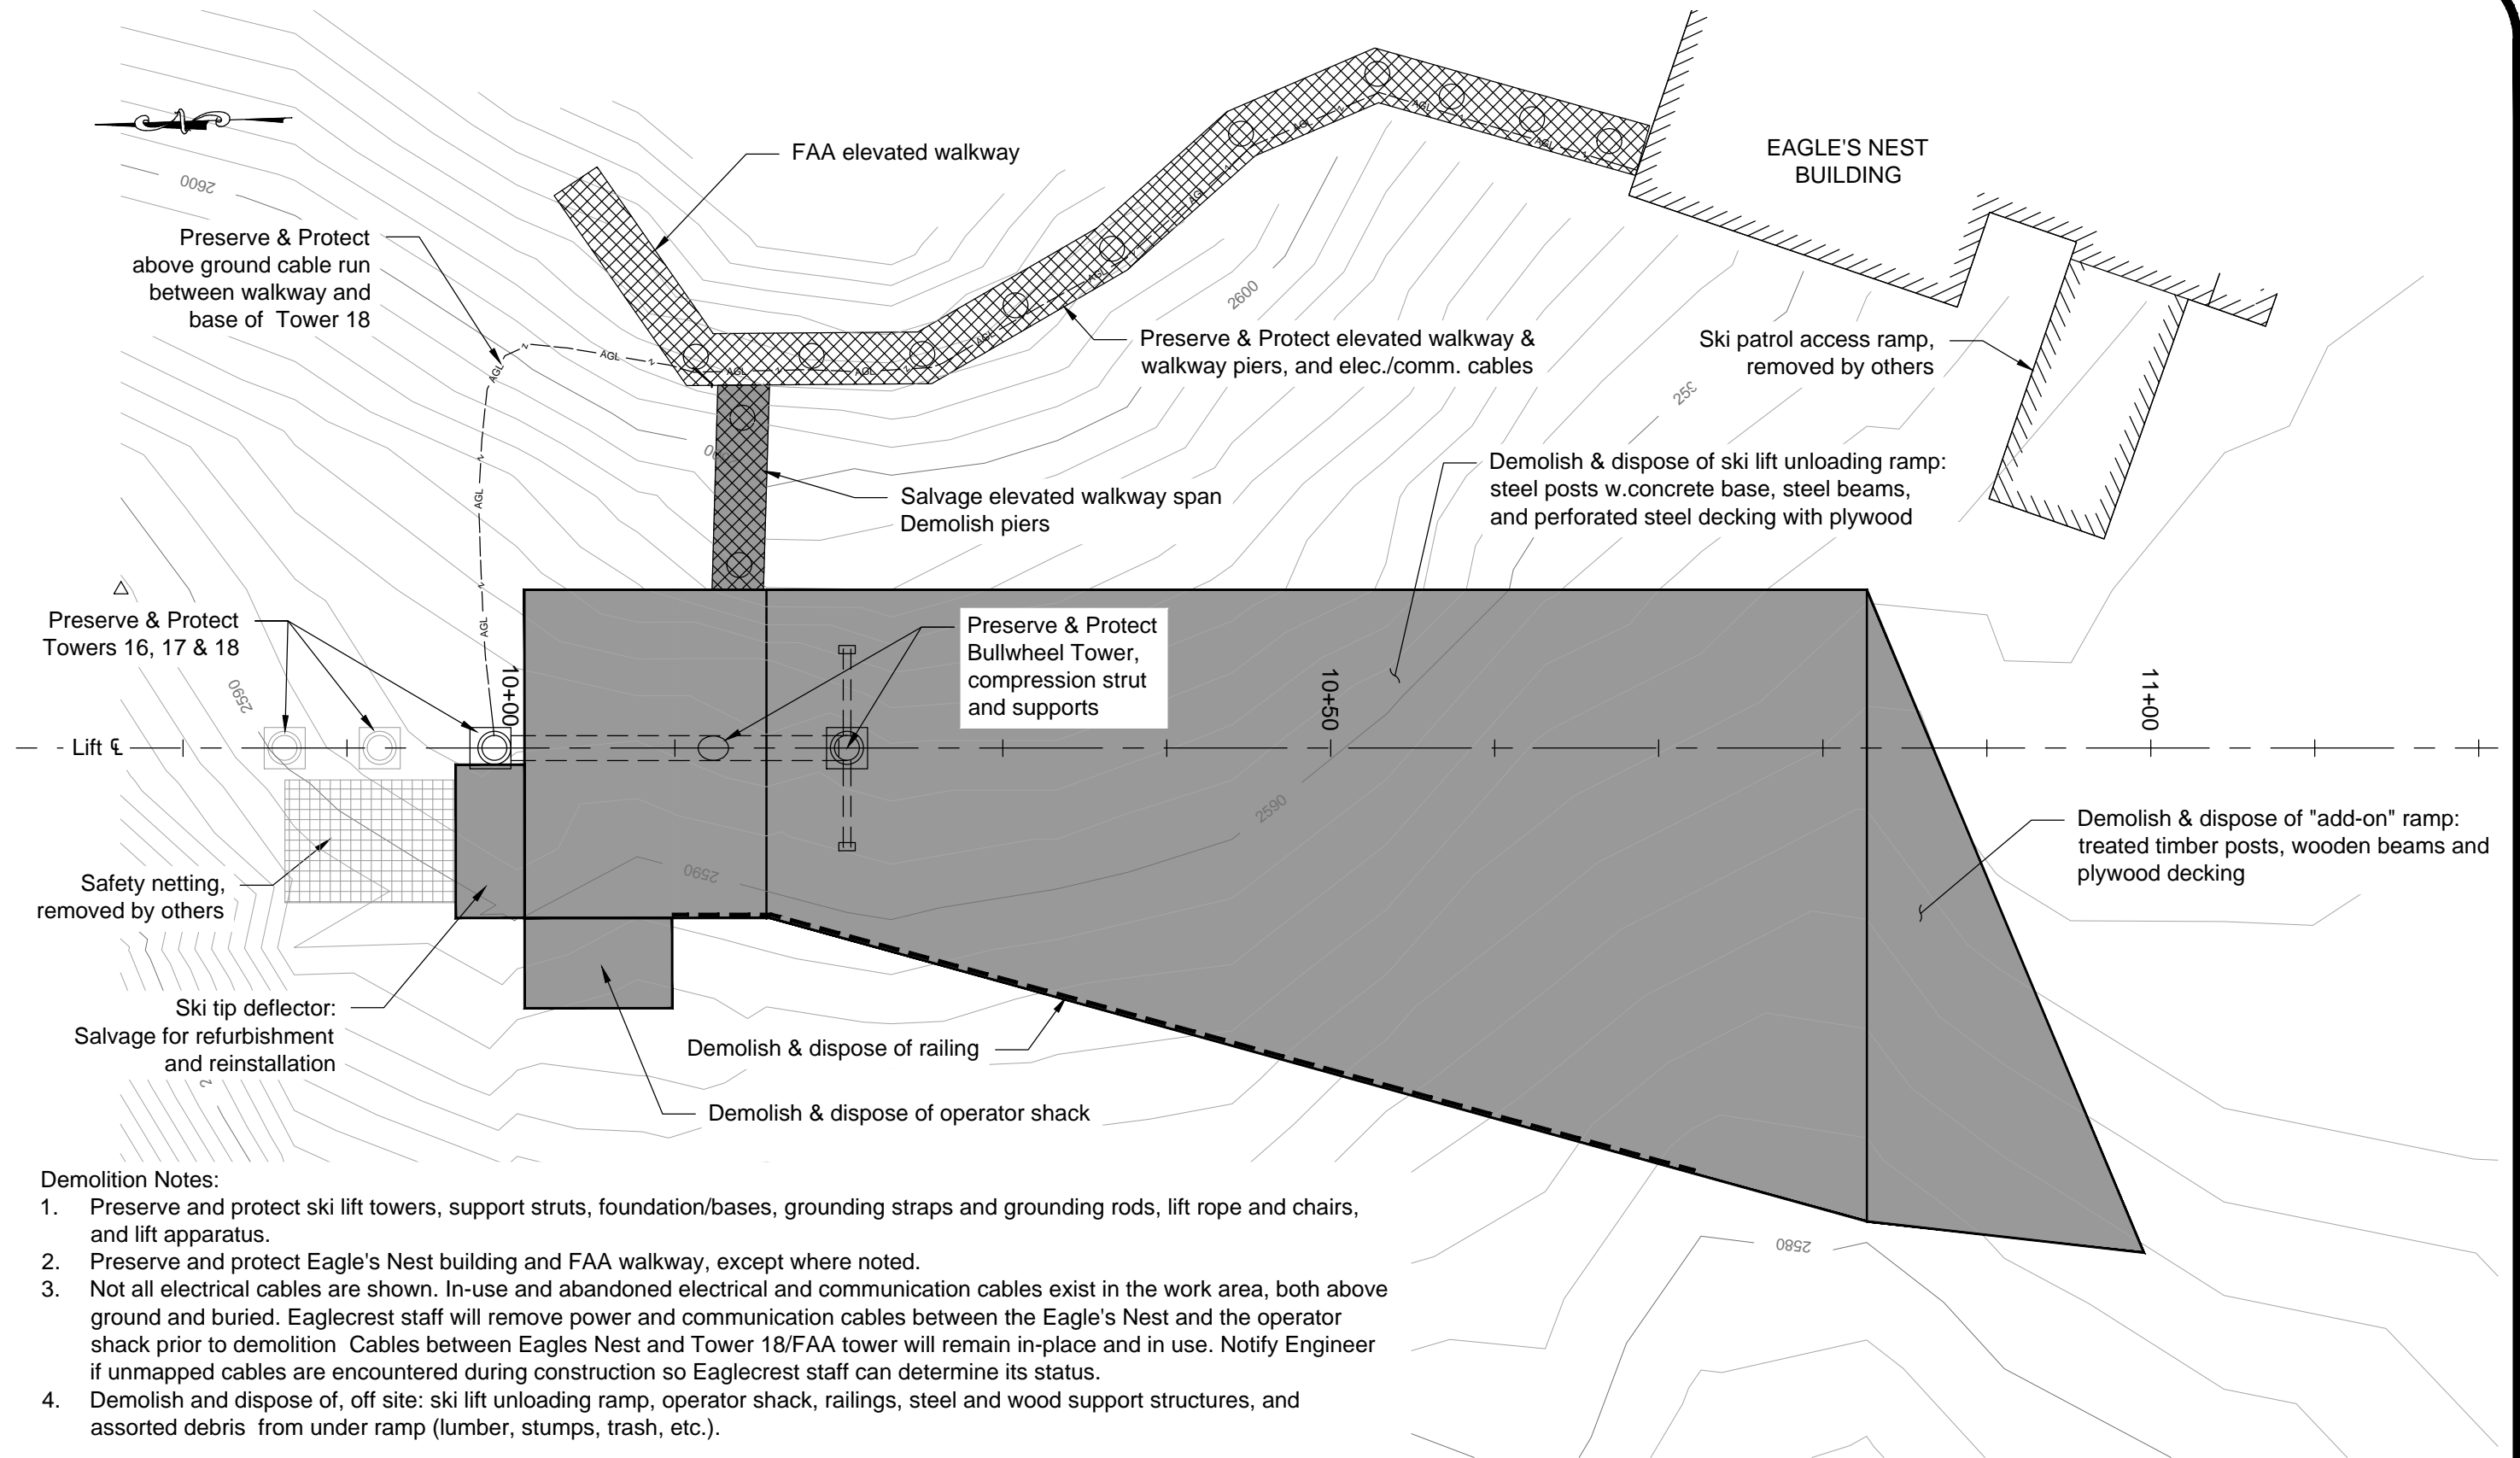 EAGLE'S NEST
BUILDING
FAA elevated walkway
2600
Preserve & Protect
above ground cable run
between walkway and
base of Tower 18
2600
Preserve & Protect elevated walkway &
walkway piers, and elec./comm. cables
Ski patrol access ramp,
removed by others
Demolish & dispose of ski lift unloading ramp:
steel posts w.concrete base, steel beams,
and perforated steel decking with plywood
Salvage elevated walkway span
Demolish piers
AGL
AGL
AGL
AGL
AGL
AGL
AGL
AGL
AGL
AGL
AGL
AGL
AGL
Preserve & Protect
Towers 16, 17 & 18
Preserve & Protect
Bullwheel Tower,
compression strut
and supports
10+00
10+50
11+00
2590
Lift ℄
2590
2590
Demolish & dispose of "add-on" ramp:
treated timber posts, wooden beams and
plywood decking
Safety netting,
removed by others
Ski tip deflector:
Salvage for refurbishment
and reinstallation
Demolish & dispose of railing
Demolish & dispose of operator shack
2580
Demolition Notes:
1. Preserve and protect ski lift towers, support struts, foundation/bases, grounding straps and grounding rods, lift rope and chairs,
and lift apparatus.
2. Preserve and protect Eagle's Nest building and FAA walkway, except where noted.
3. Not all electrical cables are shown. In-use and abandoned electrical and communication cables exist in the work area, both above
ground and buried. Eaglecrest staff will remove power and communication cables between the Eagle's Nest and the operator
shack prior to demolition Cables between Eagles Nest and Tower 18/FAA tower will remain in-place and in use. Notify Engineer
if unmapped cables are encountered during construction so Eaglecrest staff can determine its status.
4. Demolish and dispose of, off site: ski lift unloading ramp, operator shack, railings, steel and wood support structures, and
assorted debris from under ramp (lumber, stumps, trash, etc.).